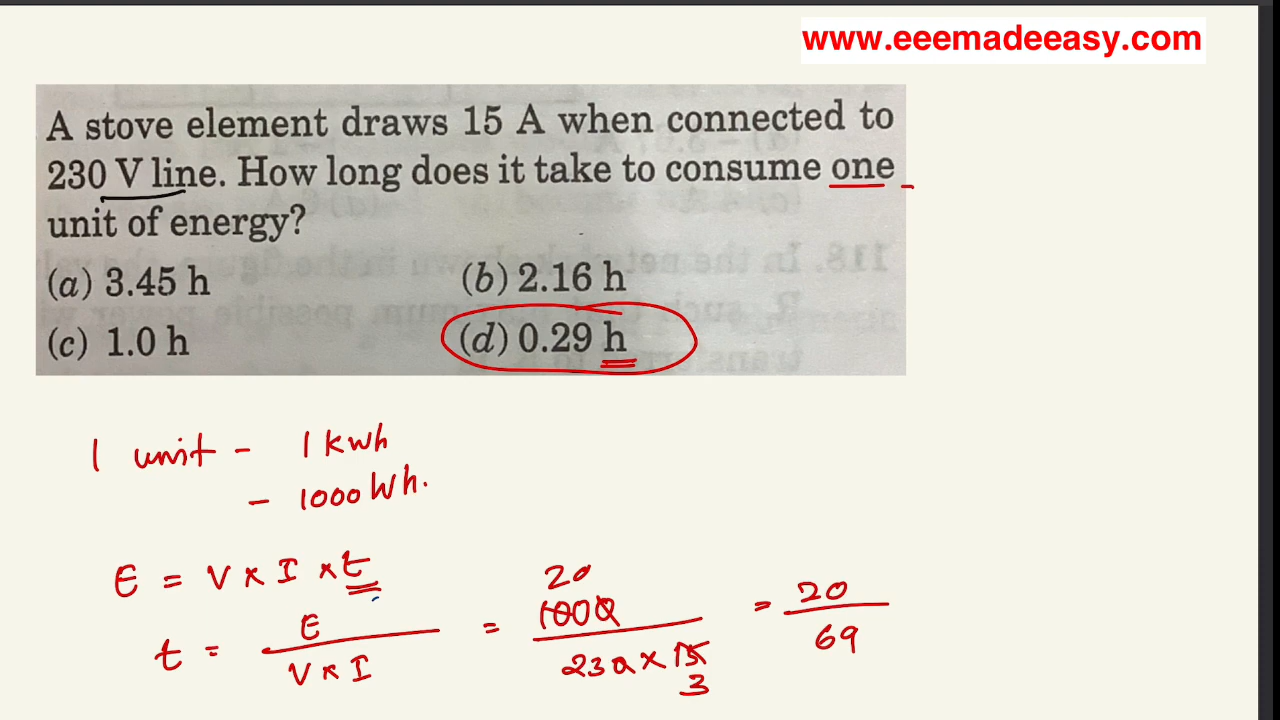 www.eeemadeeasy.com
A stove element draws 15 A when connected to
230 V line. How long does it take to consume one
unit of energy?
(a) 3.45 h (b) 2.16 h
(c) 1.0 h (d) 0.29 h
1 unit - 1 kwh
- 1000 Wh.
E = V x I x t
t = E / V x I = 20 1000 / 230 x 15 3 = 20 / 69